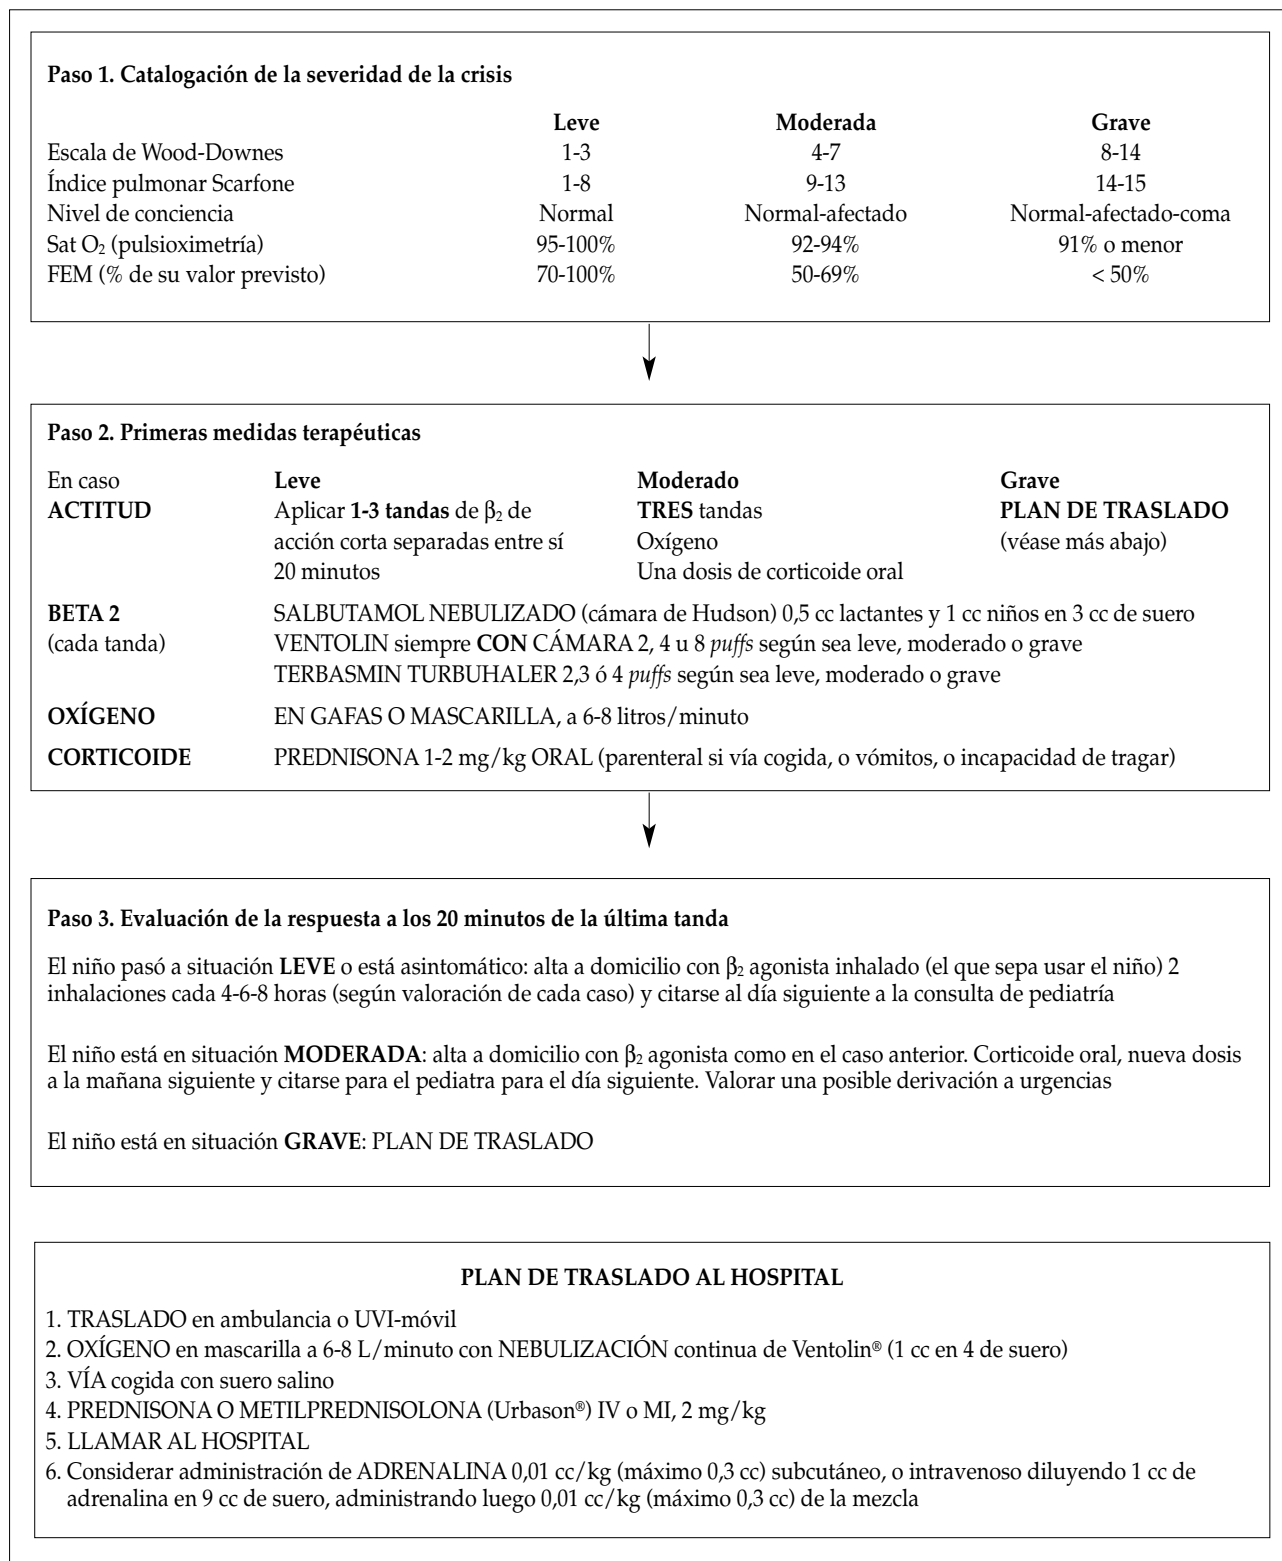 Paso 1. Catalogación de la severidad de la crisis
Leve Moderada Grave
Escala de Wood-Downes 1-3 4-7 8-14
Índice pulmonar Scarfone 1-8 9-13 14-15
Nivel de conciencia Normal Normal-afectado Normal-afectado-coma
Sat O₂ (pulsioximetría) 95-100% 92-94% 91% o menor
FEM (% de su valor previsto) 70-100% 50-69% < 50%
Paso 2. Primeras medidas terapéuticas
En caso Leve Moderado Grave
ACTITUD Aplicar 1-3 tandas de β₂ de TRES tandas PLAN DE TRASLADO
acción corta separadas entre sí Oxígeno (véase más abajo)
20 minutos Una dosis de corticoide oral
BETA 2 SALBUTAMOL NEBULIZADO (cámara de Hudson) 0,5 cc lactantes y 1 cc niños en 3 cc de suero
(cada tanda) VENTOLIN siempre CON CÁMARA 2, 4 u 8 puffs según sea leve, moderado o grave
TERBASMIN TURBUHALER 2,3 ó 4 puffs según sea leve, moderado o grave
OXÍGENO EN GAFAS O MASCARILLA, a 6-8 litros/minuto
CORTICOIDE PREDNISONA 1-2 mg/kg ORAL (parenteral si vía cogida, o vómitos, o incapacidad de tragar)
Paso 3. Evaluación de la respuesta a los 20 minutos de la última tanda
El niño pasó a situación LEVE o está asintomático: alta a domicilio con β₂ agonista inhalado (el que sepa usar el niño) 2
inhalaciones cada 4-6-8 horas (según valoración de cada caso) y citarse al día siguiente a la consulta de pediatría
El niño está en situación MODERADA: alta a domicilio con β₂ agonista como en el caso anterior. Corticoide oral, nueva dosis
a la mañana siguiente y citarse para el pediatra para el día siguiente. Valorar una posible derivación a urgencias
El niño está en situación GRAVE: PLAN DE TRASLADO
PLAN DE TRASLADO AL HOSPITAL
1. TRASLADO en ambulancia o UVI-móvil
2. OXÍGENO en mascarilla a 6-8 L/minuto con NEBULIZACIÓN continua de Ventolin® (1 cc en 4 de suero)
3. VÍA cogida con suero salino
4. PREDNISONA O METILPREDNISOLONA (Urbason®) IV o MI, 2 mg/kg
5. LLAMAR AL HOSPITAL
6. Considerar administración de ADRENALINA 0,01 cc/kg (máximo 0,3 cc) subcutáneo, o intravenoso diluyendo 1 cc de
adrenalina en 9 cc de suero, administrando luego 0,01 cc/kg (máximo 0,3 cc) de la mezcla